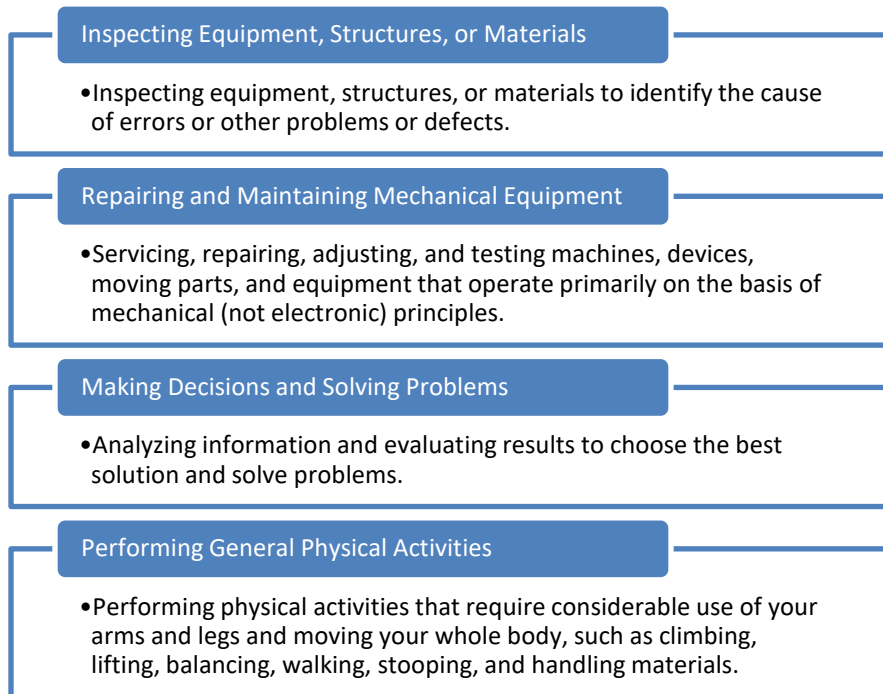 Inspecting Equipment, Structures, or Materials
•Inspecting equipment, structures, or materials to identify the cause
of errors or other problems or defects.
Repairing and Maintaining Mechanical Equipment
•Servicing, repairing, adjusting, and testing machines, devices,
moving parts, and equipment that operate primarily on the basis of
mechanical (not electronic) principles.
Making Decisions and Solving Problems
•Analyzing information and evaluating results to choose the best
solution and solve problems.
Performing General Physical Activities
•Performing physical activities that require considerable use of your
arms and legs and moving your whole body, such as climbing,
lifting, balancing, walking, stooping, and handling materials.